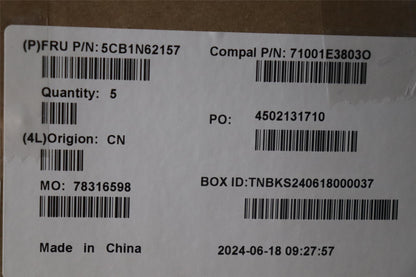 (P)FRU P/N: 5CB1N62157
Compal P/N: 71001E3803O
Quantity: 5
PO: 4502131710
(4L)Origion: CN
MO: 78316598
BOX ID:TNBKS240618000037
Made in China
2024-06-18 09:27:57